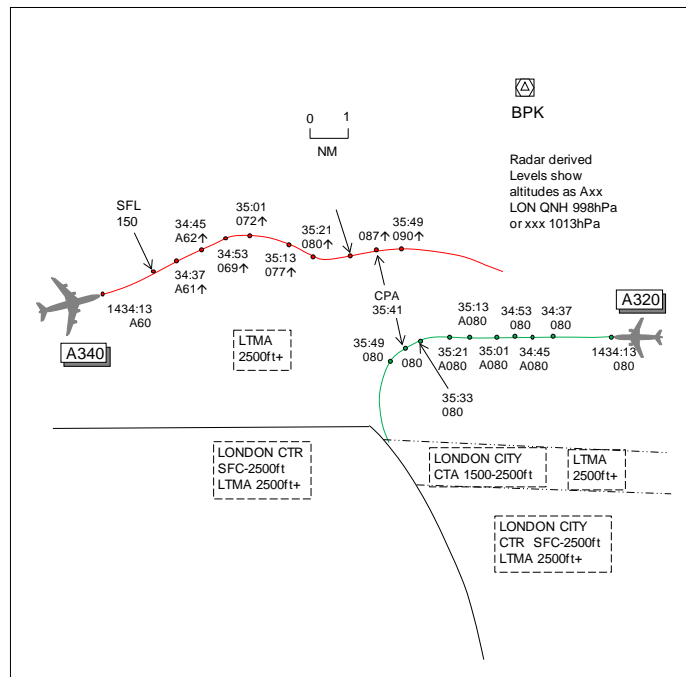 BPK
0 1
NM
Radar derived
Levels show
altitudes as Axx
LON QNH 998hPa
or xxx 1013hPa
SFL
150
34:45
A62↑
35:01
072↑
35:21
080↑
35:49
087↑ 090↑
34:53
069↑
35:13
077↑
34:37
A61↑
1434:13
A60
A340
CPA
35:41
35:13
A080
34:53
080
34:37
080
A320
35:49
080
080
35:21
A080
35:01
A080
34:45
A080
1434:13
080
35:33
080
LTMA
2500ft+
LONDON CTR
SFC-2500ft
LTMA 2500ft+
LONDON CITY
CTA 1500-2500ft
LTMA
2500ft+
LONDON CITY
CTR SFC-2500ft
LTMA 2500ft+